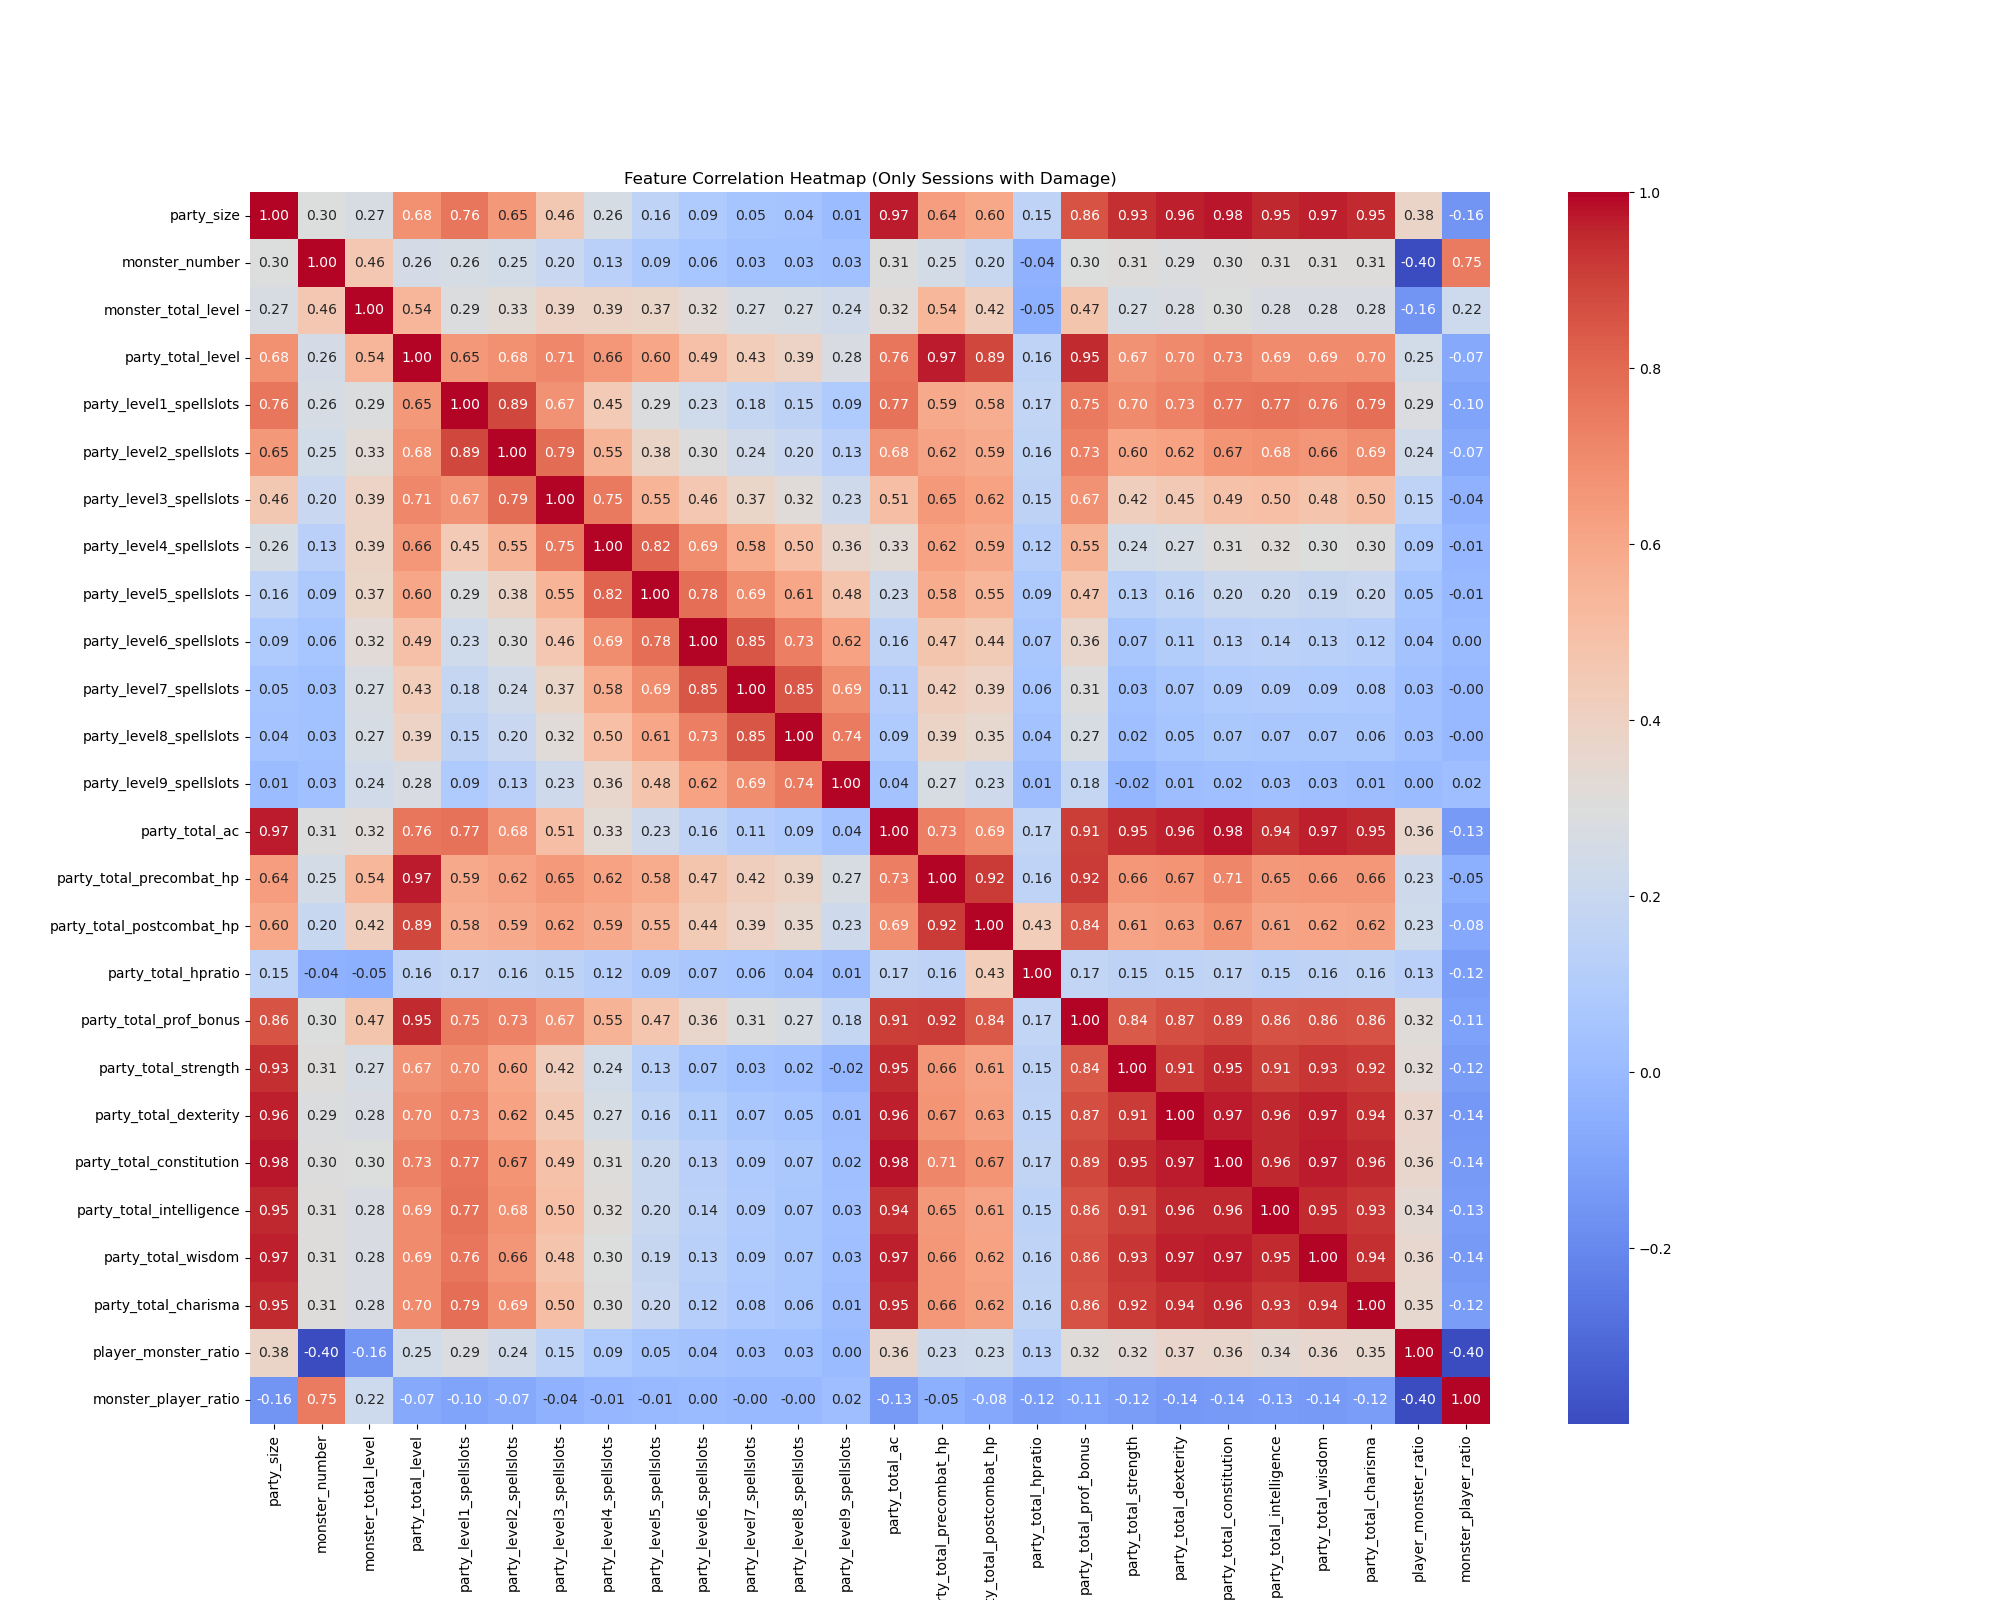 Feature Correlation Heatmap (Only Sessions with Damage)
party_size 1.00 0.30 0.27 0.68 0.76 0.65 0.46 0.26 0.16 0.09 0.05 0.04 0.01 0.97 0.64 0.60 0.15 0.86 0.93 0.96 0.98 0.95 0.97 0.95 0.38 -0.16
monster_number 0.30 1.00 0.46 0.26 0.26 0.25 0.20 0.13 0.09 0.06 0.03 0.03 0.03 0.31 0.25 0.20 -0.04 0.30 0.31 0.29 0.30 0.31 0.31 0.31 -0.40 0.75
monster_total_level 0.27 0.46 1.00 0.54 0.29 0.33 0.39 0.39 0.37 0.32 0.27 0.27 0.24 0.32 0.54 0.42 -0.05 0.47 0.27 0.28 0.30 0.28 0.28 0.28 -0.16 0.22
party_total_level 0.68 0.26 0.54 1.00 0.65 0.68 0.71 0.66 0.60 0.49 0.43 0.39 0.28 0.76 0.97 0.89 0.16 0.95 0.67 0.70 0.73 0.69 0.69 0.70 0.25 -0.07
party_level1_spellslots 0.76 0.26 0.29 0.65 1.00 0.89 0.67 0.45 0.29 0.23 0.18 0.15 0.09 0.77 0.59 0.58 0.17 0.75 0.70 0.73 0.77 0.77 0.76 0.79 0.29 -0.10
party_level2_spellslots 0.65 0.25 0.33 0.68 0.89 1.00 0.79 0.55 0.38 0.30 0.24 0.20 0.13 0.68 0.62 0.59 0.16 0.73 0.60 0.62 0.67 0.68 0.66 0.69 0.24 -0.07
party_level3_spellslots 0.46 0.20 0.39 0.71 0.67 0.79 1.00 0.75 0.55 0.46 0.37 0.32 0.23 0.51 0.65 0.62 0.15 0.67 0.42 0.45 0.49 0.50 0.48 0.50 0.15 -0.04
party_level4_spellslots 0.26 0.13 0.39 0.66 0.45 0.55 0.75 1.00 0.82 0.69 0.58 0.50 0.36 0.33 0.62 0.59 0.12 0.55 0.24 0.27 0.31 0.32 0.30 0.30 0.09 -0.01
party_level5_spellslots 0.16 0.09 0.37 0.60 0.29 0.38 0.55 0.82 1.00 0.78 0.69 0.61 0.48 0.23 0.58 0.55 0.09 0.47 0.13 0.16 0.20 0.20 0.19 0.20 0.05 -0.01
party_level6_spellslots 0.09 0.06 0.32 0.49 0.23 0.30 0.46 0.69 0.78 1.00 0.85 0.73 0.62 0.16 0.47 0.44 0.07 0.36 0.07 0.11 0.13 0.14 0.13 0.12 0.04 0.00
party_level7_spellslots 0.05 0.03 0.27 0.43 0.18 0.24 0.37 0.58 0.69 0.85 1.00 0.85 0.69 0.11 0.42 0.39 0.06 0.31 0.03 0.07 0.09 0.09 0.09 0.08 0.03 -0.00
party_level8_spellslots 0.04 0.03 0.27 0.39 0.15 0.20 0.32 0.50 0.61 0.73 0.85 1.00 0.74 0.09 0.39 0.35 0.04 0.27 0.02 0.05 0.07 0.07 0.07 0.06 0.03 -0.00
party_level9_spellslots 0.01 0.03 0.24 0.28 0.09 0.13 0.23 0.36 0.48 0.62 0.69 0.74 1.00 0.04 0.27 0.23 0.01 0.18 -0.02 0.01 0.02 0.03 0.03 0.01 0.00 0.02
party_total_ac 0.97 0.31 0.32 0.76 0.77 0.68 0.51 0.33 0.23 0.16 0.11 0.09 0.04 1.00 0.73 0.69 0.17 0.91 0.95 0.96 0.98 0.94 0.97 0.95 0.36 -0.13
party_total_precombat_hp 0.64 0.25 0.54 0.97 0.59 0.62 0.65 0.62 0.58 0.47 0.42 0.39 0.27 0.73 1.00 0.92 0.16 0.92 0.66 0.67 0.71 0.65 0.66 0.66 0.23 -0.05
party_total_postcombat_hp 0.60 0.20 0.42 0.89 0.58 0.59 0.62 0.59 0.55 0.44 0.39 0.35 0.23 0.69 0.92 1.00 0.43 0.84 0.61 0.63 0.67 0.61 0.62 0.62 0.23 -0.08
party_total_hpratio 0.15 -0.04 -0.05 0.16 0.17 0.16 0.15 0.12 0.09 0.07 0.06 0.04 0.01 0.17 0.16 0.43 1.00 0.17 0.15 0.15 0.17 0.15 0.16 0.16 0.13 -0.12
party_total_prof_bonus 0.86 0.30 0.47 0.95 0.75 0.73 0.67 0.55 0.47 0.36 0.31 0.27 0.18 0.91 0.92 0.84 0.17 1.00 0.84 0.87 0.89 0.86 0.86 0.86 0.32 -0.11
party_total_strength 0.93 0.31 0.27 0.67 0.70 0.60 0.42 0.24 0.13 0.07 0.03 0.02 -0.02 0.95 0.66 0.61 0.15 0.84 1.00 0.91 0.95 0.91 0.93 0.92 0.32 -0.12
party_total_dexterity 0.96 0.29 0.28 0.70 0.73 0.62 0.45 0.27 0.16 0.11 0.07 0.05 0.01 0.96 0.67 0.63 0.15 0.87 0.91 1.00 0.97 0.96 0.97 0.94 0.37 -0.14
party_total_constitution 0.98 0.30 0.30 0.73 0.77 0.67 0.49 0.31 0.20 0.13 0.09 0.07 0.02 0.98 0.71 0.67 0.17 0.89 0.95 0.97 1.00 0.96 0.97 0.96 0.36 -0.14
party_total_intelligence 0.95 0.31 0.28 0.69 0.77 0.68 0.50 0.32 0.20 0.14 0.09 0.07 0.03 0.94 0.65 0.61 0.15 0.86 0.91 0.96 0.96 1.00 0.95 0.93 0.34 -0.13
party_total_wisdom 0.97 0.31 0.28 0.69 0.76 0.66 0.48 0.30 0.19 0.13 0.09 0.07 0.03 0.97 0.66 0.62 0.16 0.86 0.93 0.97 0.97 0.95 1.00 0.94 0.36 -0.14
party_total_charisma 0.95 0.31 0.28 0.70 0.79 0.69 0.50 0.30 0.20 0.12 0.08 0.06 0.01 0.95 0.66 0.62 0.16 0.86 0.92 0.94 0.96 0.93 0.94 1.00 0.35 -0.12
player_monster_ratio 0.38 -0.40 -0.16 0.25 0.29 0.24 0.15 0.09 0.05 0.04 0.03 0.03 0.00 0.36 0.23 0.23 0.13 0.32 0.32 0.37 0.36 0.34 0.36 0.35 1.00 -0.40
monster_player_ratio -0.16 0.75 0.22 -0.07 -0.10 -0.07 -0.04 -0.01 -0.01 0.00 -0.00 -0.00 0.02 -0.13 -0.05 -0.08 -0.12 -0.11 -0.12 -0.14 -0.14 -0.13 -0.14 -0.12 -0.40 1.00
party_size
monster_number
monster_total_level
party_total_level
party_level1_spellslots
party_level2_spellslots
party_level3_spellslots
party_level4_spellslots
party_level5_spellslots
party_level6_spellslots
party_level7_spellslots
party_level8_spellslots
party_level9_spellslots
party_total_ac
rty_total_precombat_hp
ty_total_postcombat_hp
party_total_hpratio
party_total_prof_bonus
party_total_strength
party_total_dexterity
party_total_constitution
party_total_intelligence
party_total_wisdom
party_total_charisma
player_monster_ratio
monster_player_ratio
1.0
0.8
0.6
0.4
0.2
0.0
−0.2